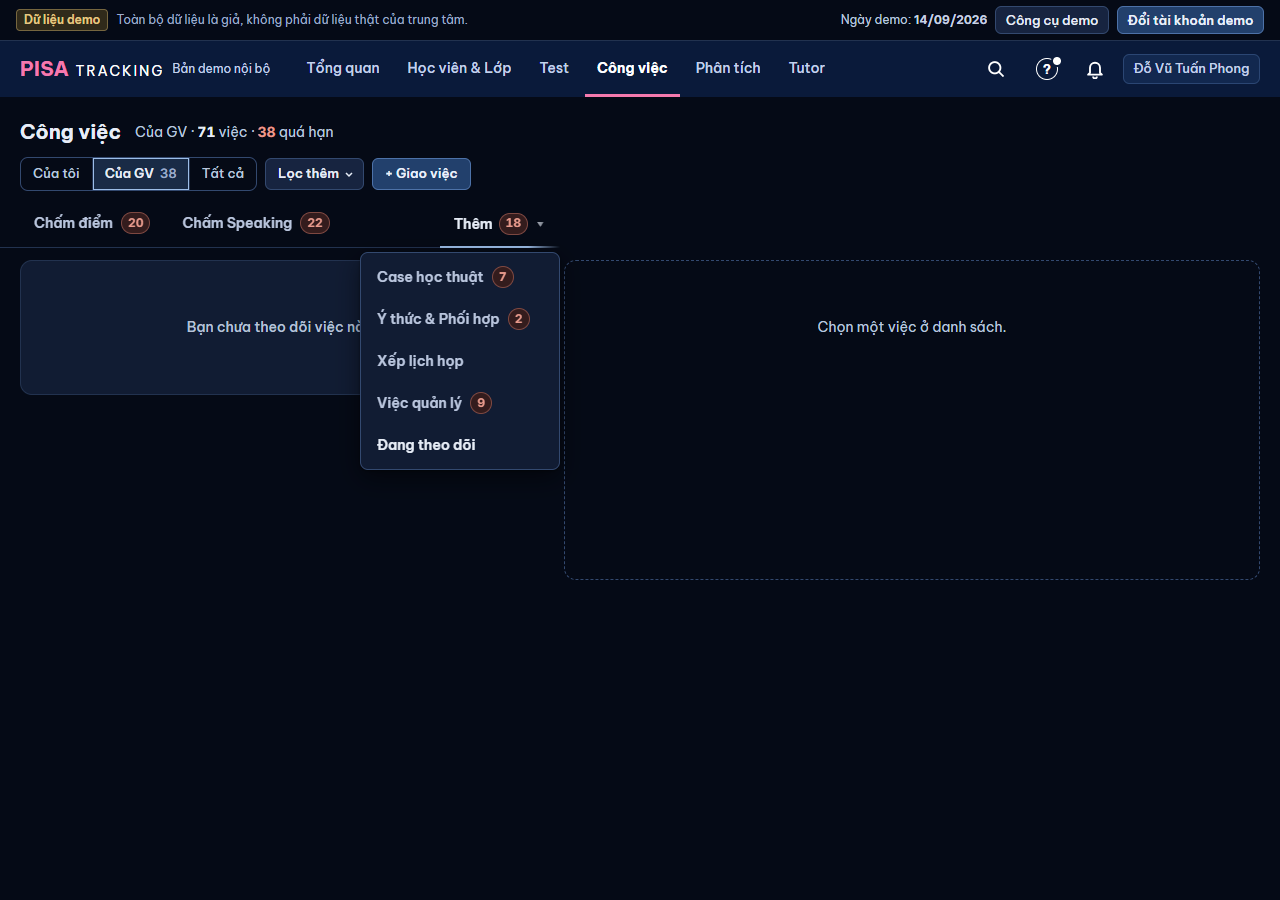 Dữ liệu demo Toàn bộ dữ liệu là giả, không phải dữ liệu thật của trung tâm. Ngày demo: 14/09/2026 Công cụ demo Đổi tài khoản demo
PISA TRACKING Bản demo nội bộ Tổng quan Học viên & Lớp Test Công việc Phân tích Tutor ? Đỗ Vũ Tuấn Phong
Công việc Của GV · 71 việc · 38 quá hạn
Của tôi Của GV 38 Tất cả Lọc thêm + Giao việc
Chấm điểm 20 Chấm Speaking 22 Thêm 18
Case học thuật 7
Ý thức & Phối hợp 2
Xếp lịch họp
Việc quản lý 9
Đang theo dõi
Bạn chưa theo dõi việc
Chọn một việc ở danh sách.